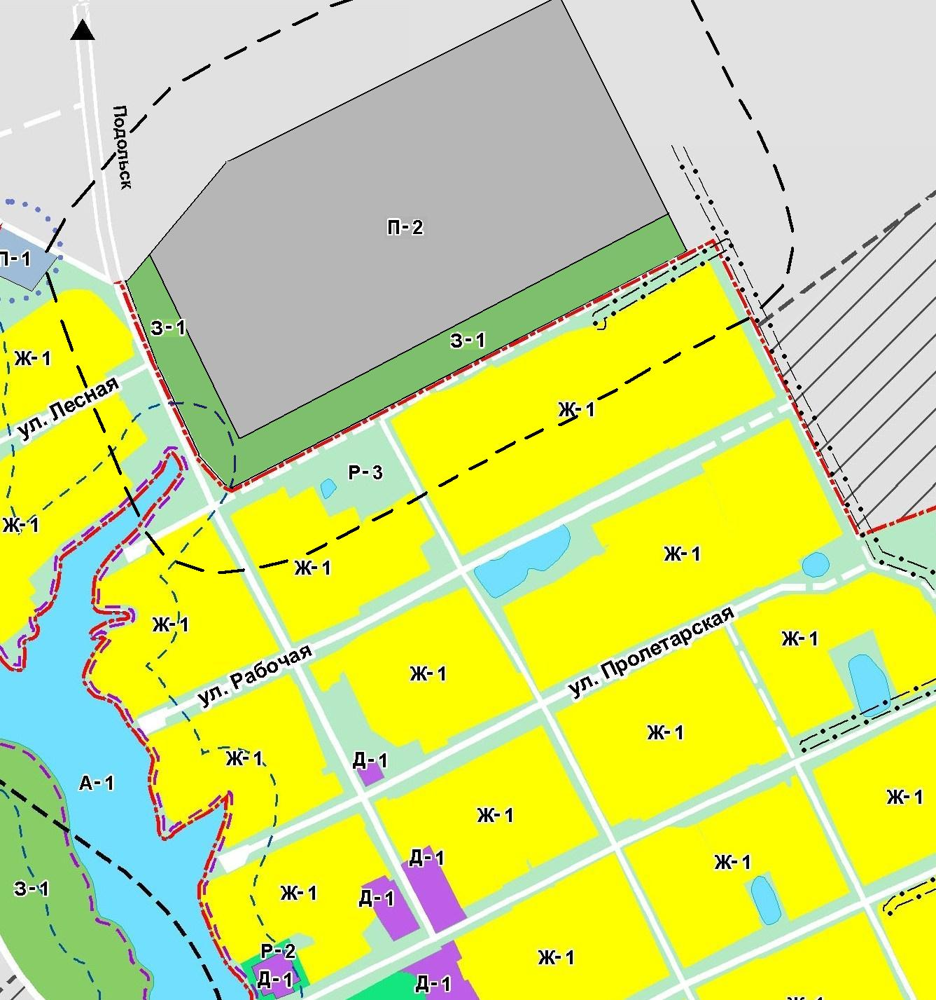 Подольск
П-2
П-1
З-1
З-1
Ж-1
ул. Лесная
Ж-1
Р-3
Ж-1
Ж-1
Ж-1
Ж-1
ул. Пролетарская
Ж-1
Ж-1
ул. Рабочая
Ж-1
Ж-1
Ж-1
Д-1
А-1
Ж-1
Ж-1
Д-1
Ж-1
З-1
Ж-1
Д-1
Р-2
Ж-1
Д-1
Д-1